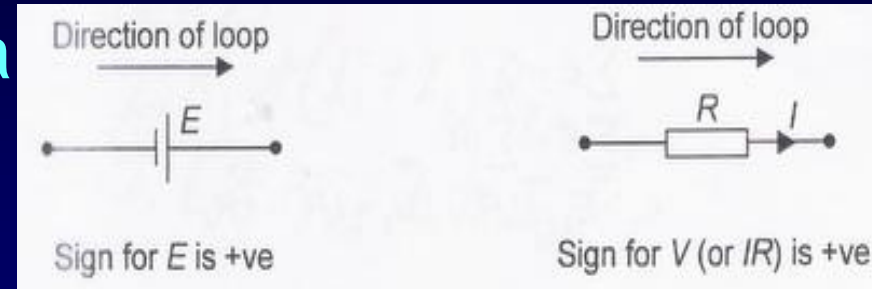 a
Direction of loop
E
Sign for E is +ve
Direction of loop
R
I
Sign for V (or IR) is +ve